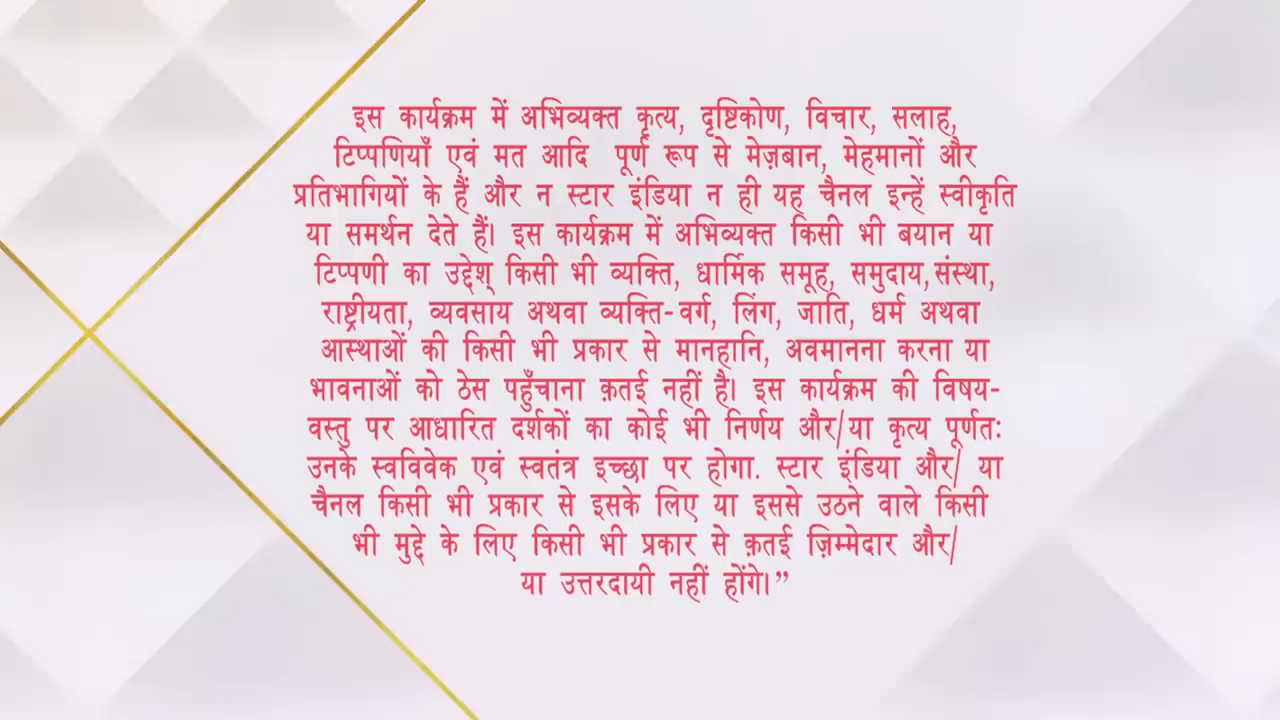 इस कार्यक्रम में अभिव्यक्त कृत्य, दृष्टिकोण, विचार, सलाह,
टिप्पणियाँ एवं मत आदि पूर्ण रूप से मेज़बान, मेहमानों और
प्रतिभागियों के हैं और न स्टार इंडिया न ही यह चैनल इन्हें स्वीकृति
या समर्थन देते हैं। इस कार्यक्रम में अभिव्यक्त किसी भी बयान या
टिप्पणी का उद्देश् किसी भी व्यक्ति, धार्मिक समूह, समुदाय,संस्था,
राष्ट्रीयता, व्यवसाय अथवा व्यक्ति-वर्ग, लिंग, जाति, धर्म अथवा
आस्थाओं की किसी भी प्रकार से मानहानि, अवमानना करना या
भावनाओं को ठेस पहुँचाना क़तई नहीं है। इस कार्यक्रम की विषय-
वस्तु पर आधारित दर्शकों का कोई भी निर्णय और/या कृत्य पूर्णतः
उनके स्वविवेक एवं स्वतंत्र इच्छा पर होगा. स्टार इंडिया और/ या
चैनल किसी भी प्रकार से इसके लिए या इससे उठने वाले किसी
भी मुद्दे के लिए किसी भी प्रकार से क़तई ज़िम्मेदार और/
या उत्तरदायी नहीं होंगे।”